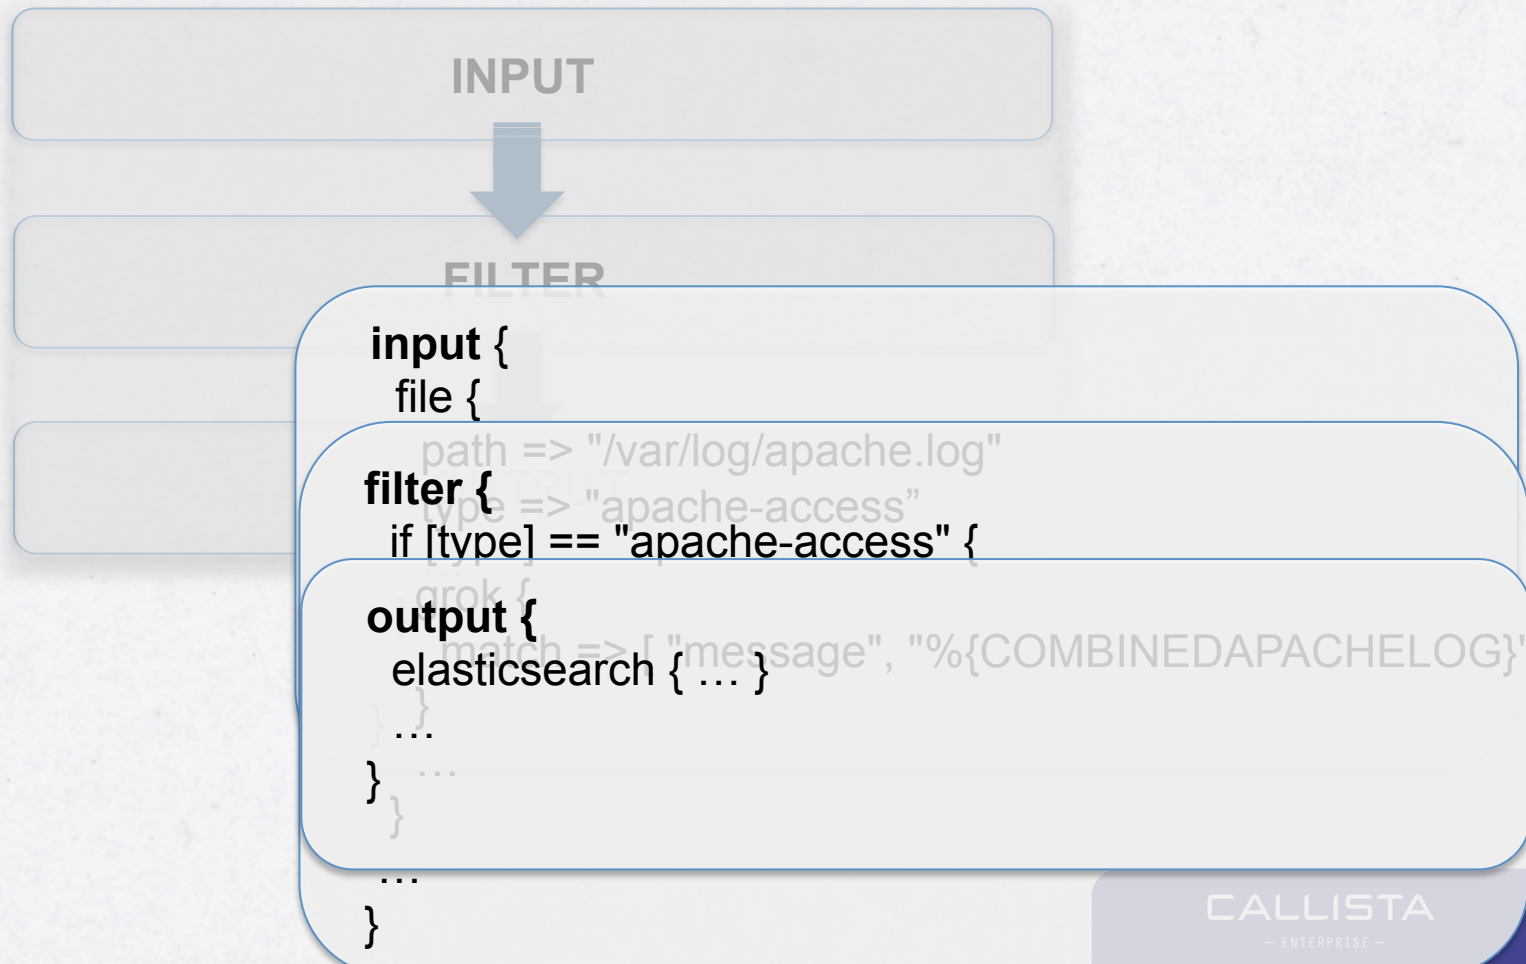 INPUT
FILTER
OUTPUT
input {
file {
path => "/var/log/apache.log"
type => "apache-access”
…
}
filter {
if [type] == "apache-access" {
grok {
match => [ "message", "%{COMBINEDAPACHELOG}"
}
…
}
…
}
output {
elasticsearch { … }
…
}
CALLISTA
– ENTERPRISE –